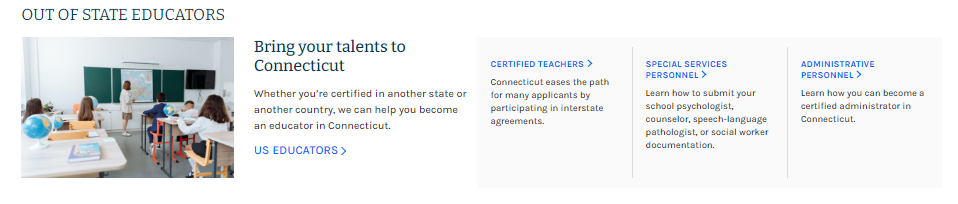 OUT OF STATE EDUCATORS
Bring your talents to
Connecticut
Whether you're certified in another state or
another country, we can help you become
an educator in Connecticut.
US EDUCATORS >
CERTIFIED TEACHERS >
Connecticut eases the path
for many applicants by
participating in interstate
agreements.
SPECIAL SERVICES
PERSONNEL >
Learn how to submit your
school psychologist,
counselor, speech-language
pathologist, or social worker
documentation.
ADMINISTRATIVE
PERSONNEL >
Learn how you can become a
certified administrator in
Connecticut.